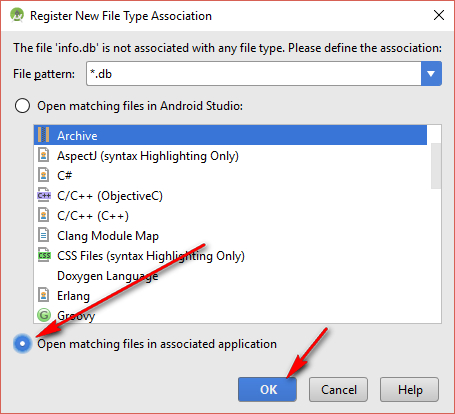 Register New File Type Association
The file 'info.db' is not associated with any file type. Please define the association:
File pattern: *.db
Open matching files in Android Studio:
Archive
AspectJ (syntax Highlighting Only)
C#
C++ C/C++ (ObjectiveC)
C/C++ (C++)
Clang Module Map
CSS CSS Files (syntax Highlighting Only)
Doxygen Language
Erlang
G Groovy
Open matching files in associated application
OK Cancel Help